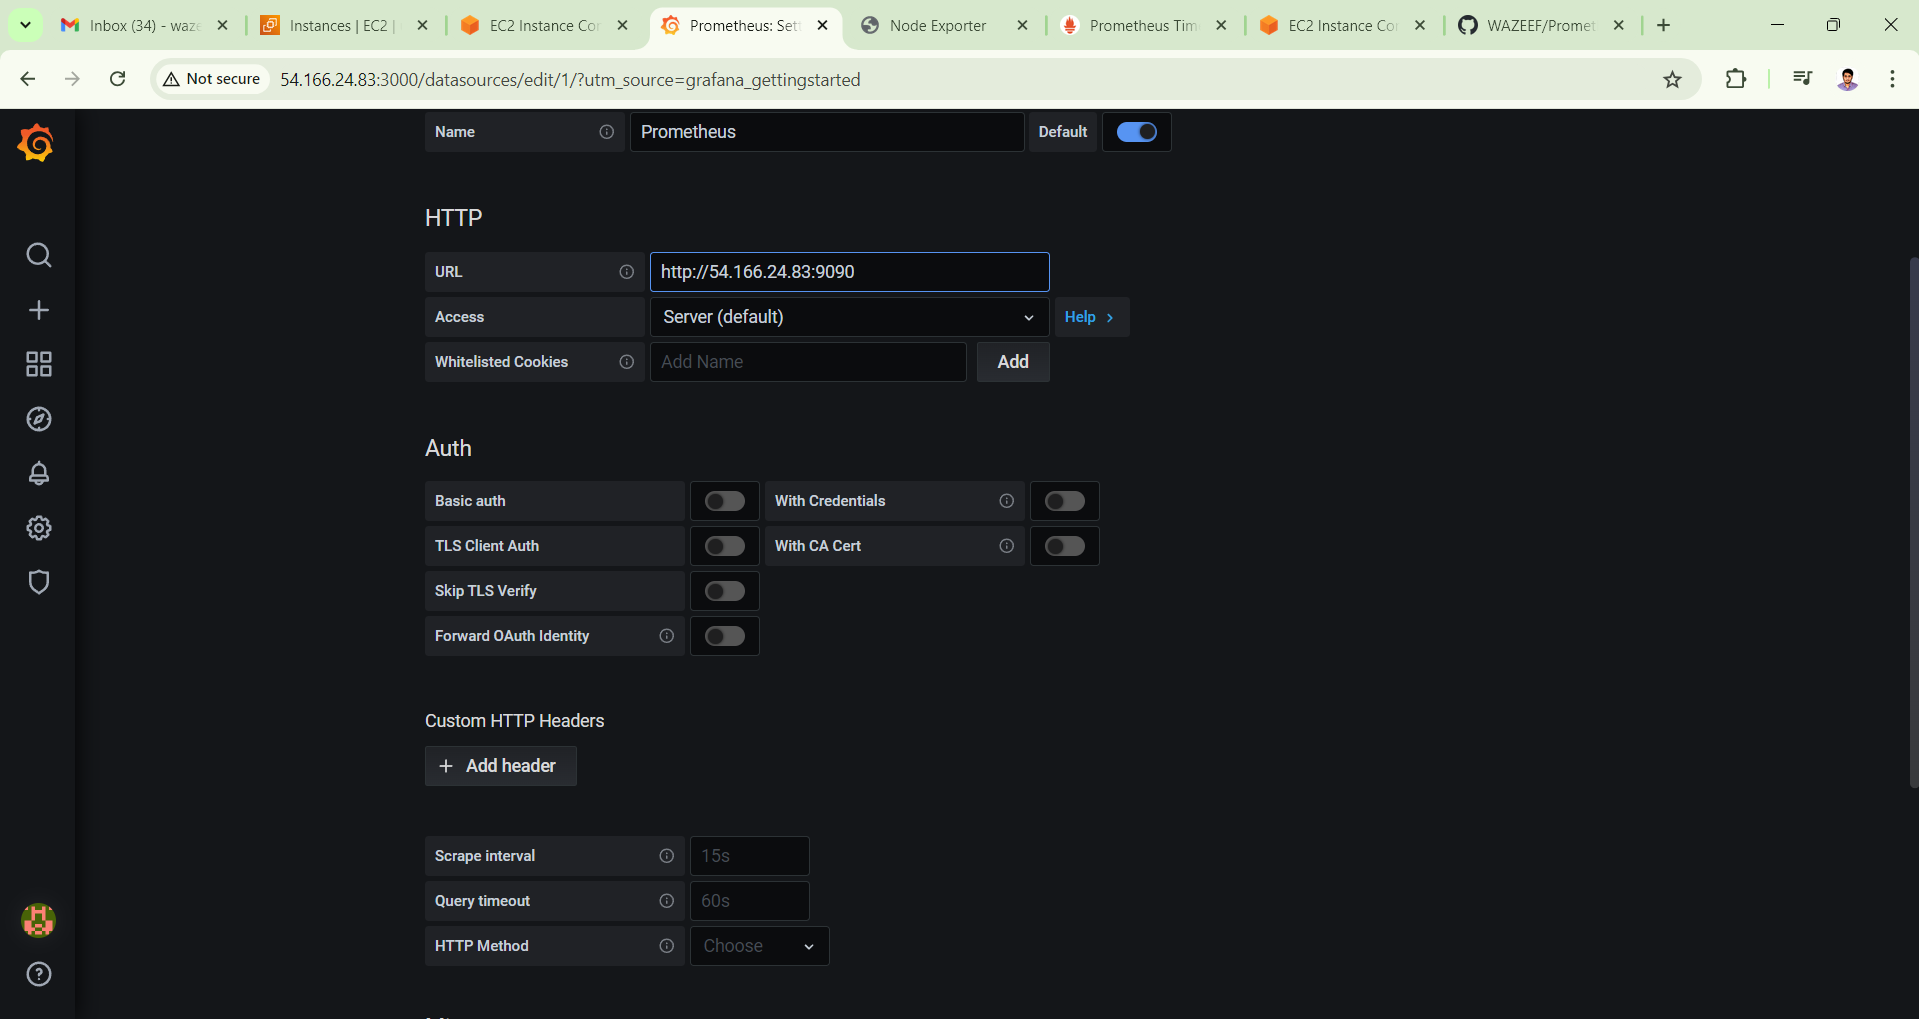 Inbox (34) - waze
Instances | EC2 |
EC2 Instance Cor
Prometheus: Sett
Node Exporter
Prometheus Time
EC2 Instance Cor
WAZEEF/Promet
Not secure
54.166.24.83:3000/datasources/edit/1/?utm_source=grafana_gettingstarted
Name
Prometheus
Default
HTTP
URL
http://54.166.24.83:9090
Access
Server (default)
Help
Whitelisted Cookies
Add Name
Add
Auth
Basic auth
With Credentials
TLS Client Auth
With CA Cert
Skip TLS Verify
Forward OAuth Identity
Custom HTTP Headers
Add header
Scrape interval
15s
Query timeout
60s
HTTP Method
Choose